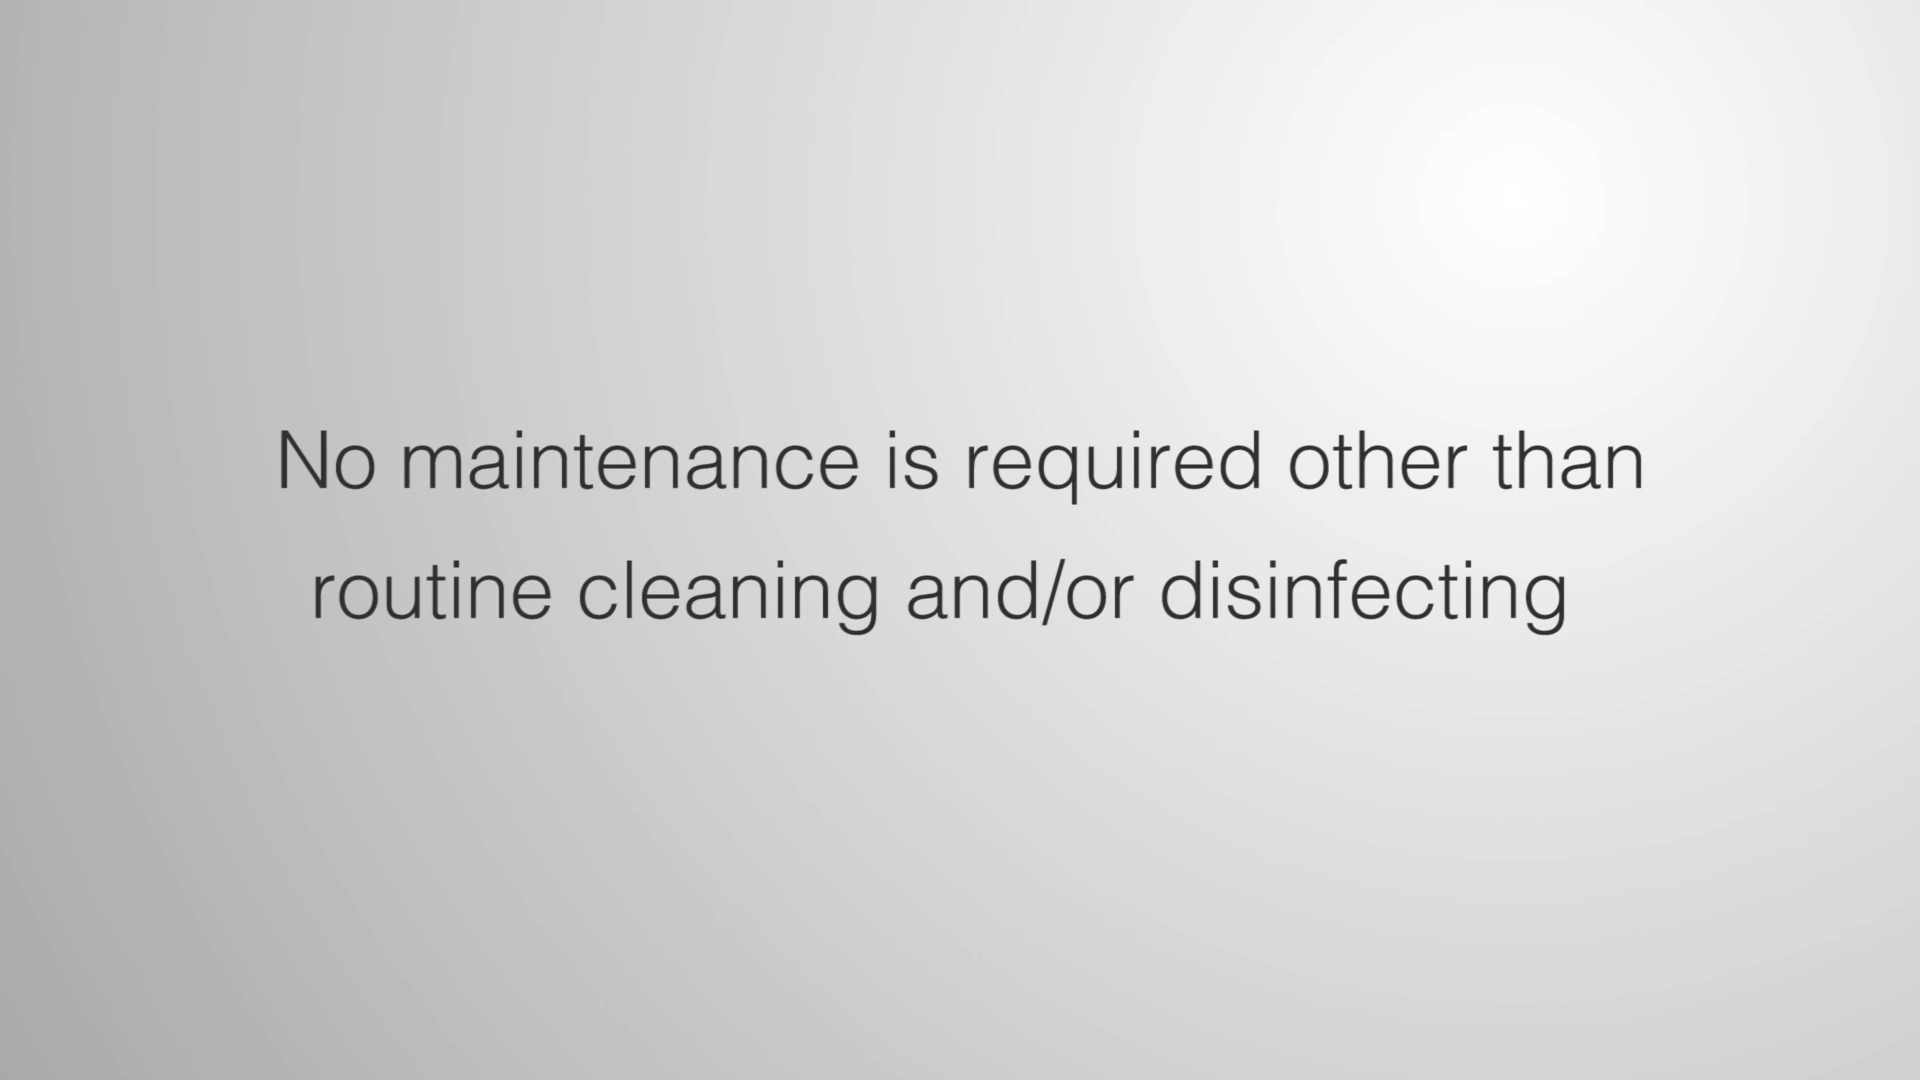 No maintenance is required other than
routine cleaning and/or disinfecting